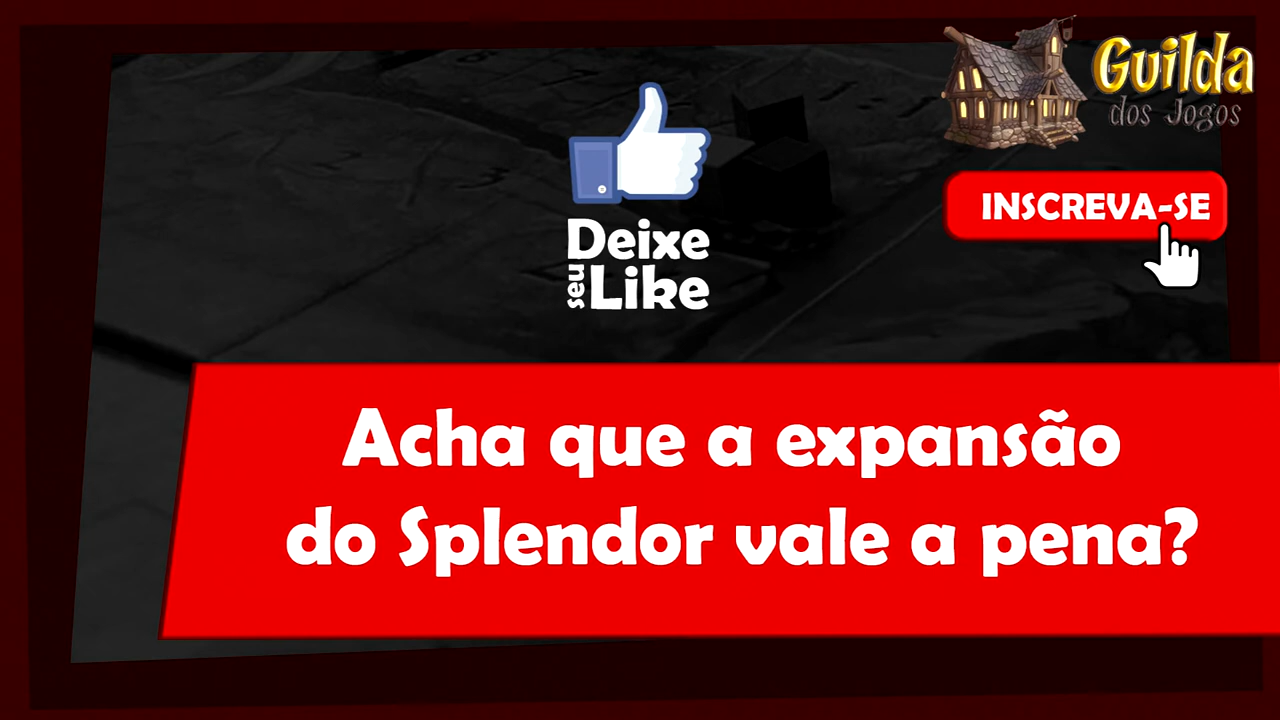 Guilda
dos Jogos
INSCREVA-SE
Deixe
seu Like
Acha que a expansão
do Splendor vale a pena?